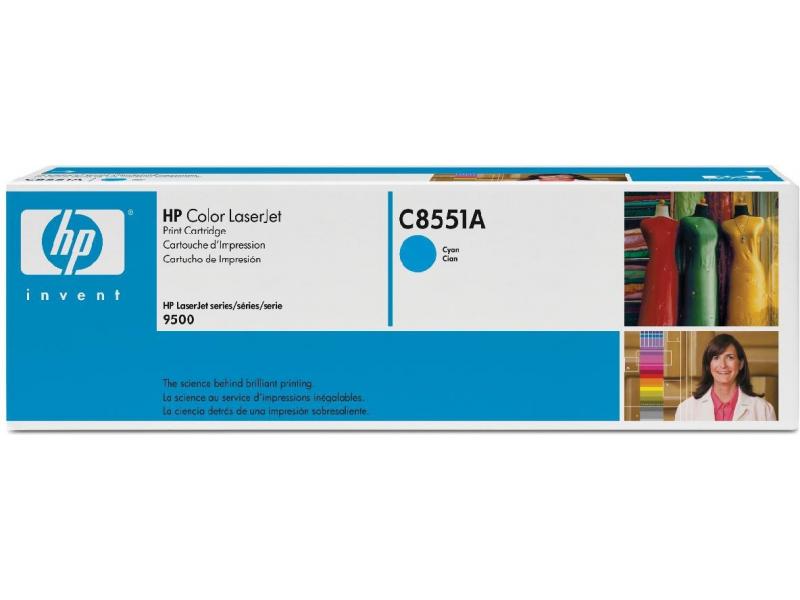 C8551A
hp
®
invent
HP Color LaserJet
Print Cartridge
Cartouche d'Impression
Cartucho de Impresión
HP LaserJet series/séries/serie
9500
C8551A
Cyan
Cian
The science behind brilliant printing.
La science au service d'impressions inégalables.
La ciencia detrás de una impresión sobresaliente.